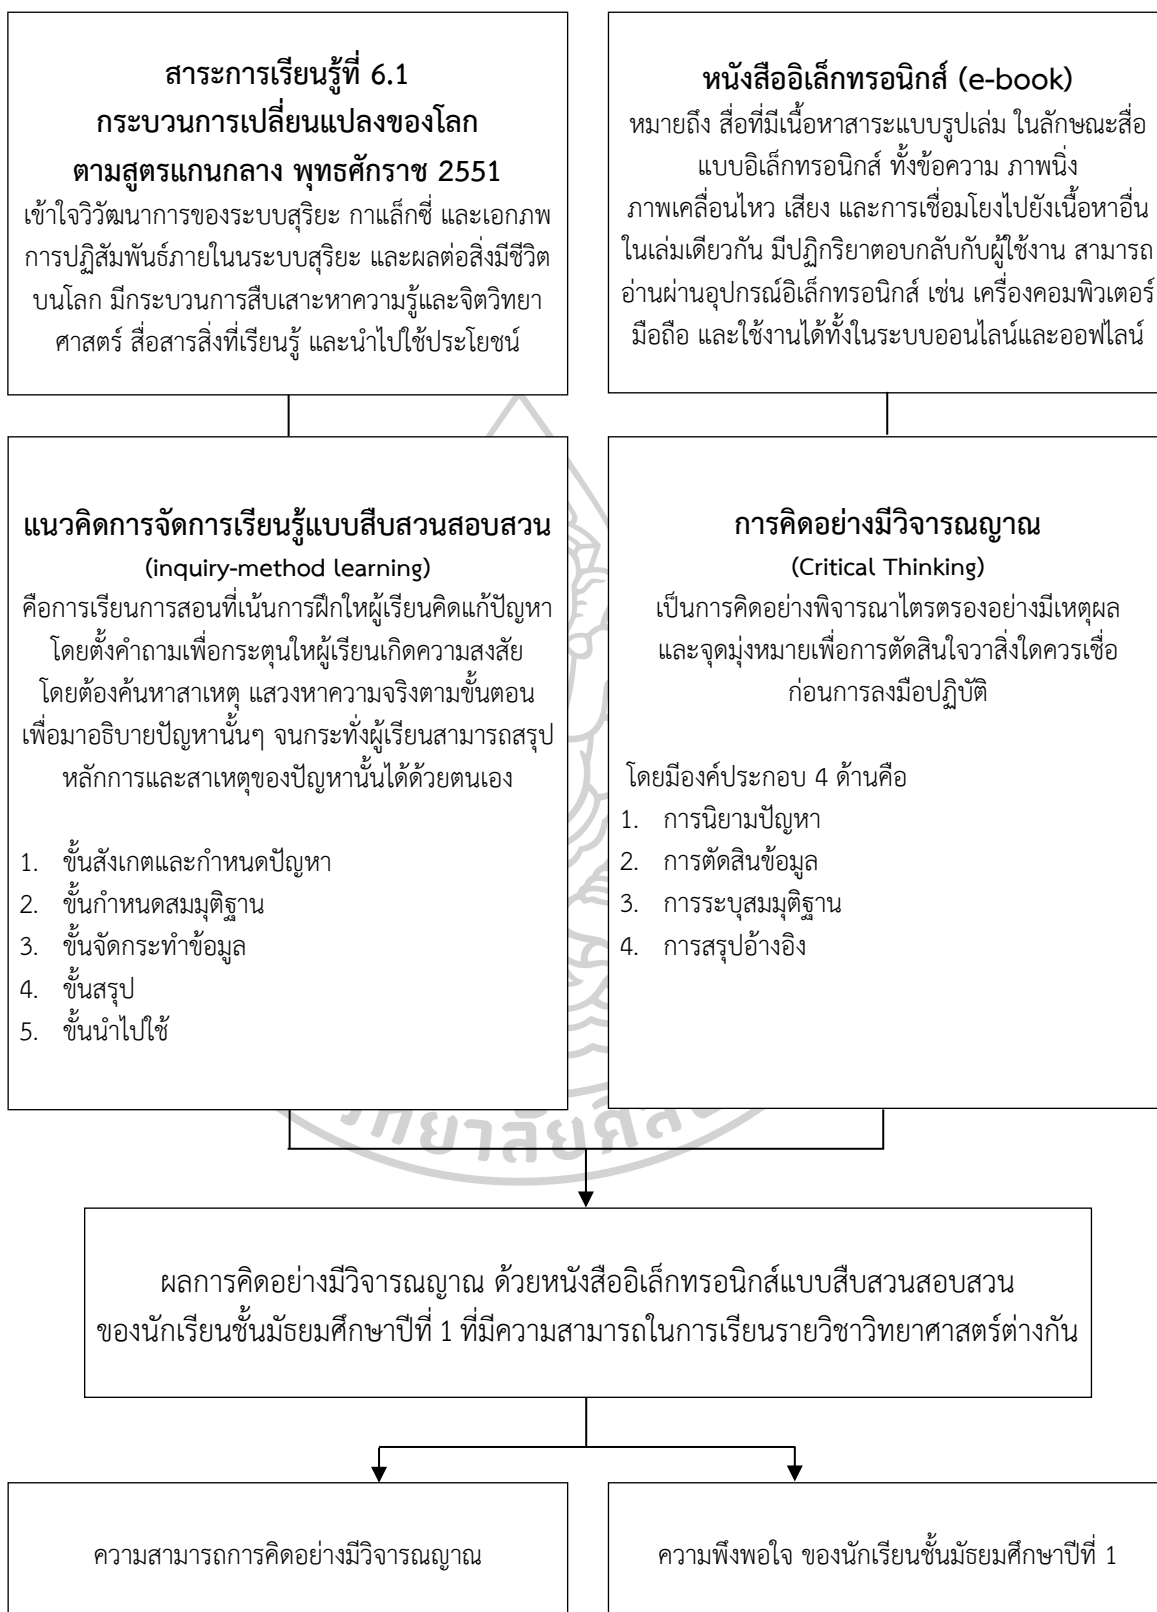 สาระการเรียนรู้ที่ 6.1
กระบวนการเปลี่ยนแปลงของโลก
ตามสูตรแกนกลาง พุทธศักราช 2551
เข้าใจวิวัฒนาการของระบบสุริยะ กาแล็กซี่ และเอกภพ
การปฏิสัมพันธ์ภายในนระบบสุริยะ และผลต่อสิ่งมีชีวิต
บนโลก มีกระบวนการสืบเสาะหาความรู้และจิตวิทยา
ศาสตร์ สื่อสารสิ่งที่เรียนรู้ และนำไปใช้ประโยชน์
หนังสืออิเล็กทรอนิกส์ (e-book)
หมายถึง สื่อที่มีเนื้อหาสาระแบบรูปเล่ม ในลักษณะสื่อ
แบบอิเล็กทรอนิกส์ ทั้งข้อความ ภาพนิ่ง
ภาพเคลื่อนไหว เสียง และการเชื่อมโยงไปยังเนื้อหาอื่น
ในเล่มเดียวกัน มีปฏิกริยาตอบกลับกับผู้ใช้งาน สามารถ
อ่านผ่านอุปกรณ์อิเล็กทรอนิกส์ เช่น เครื่องคอมพิวเตอร์
มือถือ และใช้งานได้ทั้งในระบบออนไลน์และออฟไลน์
แนวคิดการจัดการเรียนรู้แบบสืบสวนสอบสวน
(inquiry-method learning)
คือการเรียนการสอนที่เน้นการฝึกใหผู้เรียนคิดแก้ปัญหา
โดยตั้งคำถามเพื่อกระตุนใหผู้เรียนเกิดความสงสัย
โดยต้องค้นหาสาเหตุ แสวงหาความจริงตามขั้นตอน
เพื่อมาอธิบายปัญหานั้นๆ จนกระทั่งผู้เรียนสามารถสรุป
หลักการและสาเหตุของปัญหานั้นได้ด้วยตนเอง
1. ขั้นสังเกตและกำหนดปัญหา
2. ขั้นกำหนดสมมุติฐาน
3. ขั้นจัดกระทำข้อมูล
4. ขั้นสรุป
5. ขั้นนำไปใช้
การคิดอย่างมีวิจารณญาณ
(Critical Thinking)
เป็นการคิดอย่างพิจารณาไตรตรองอย่างมีเหตุผล
และจุดมุ่งหมายเพื่อการตัดสินใจวาสิ่งใดควรเชื่อ
ก่อนการลงมือปฏิบัติ
โดยมีองค์ประกอบ 4 ด้านคือ
1. การนิยามปัญหา
2. การตัดสินข้อมูล
3. การระบุสมมุติฐาน
4. การสรุปอ้างอิง
ผลการคิดอย่างมีวิจารณญาณ ด้วยหนังสืออิเล็กทรอนิกส์แบบสืบสวนสอบสวน
ของนักเรียนชั้นมัธยมศึกษาปีที่ 1 ที่มีความสามารถในการเรียนรายวิชาวิทยาศาสตร์ต่างกัน
ความสามารถการคิดอย่างมีวิจารณญาณ
ความพึงพอใจ ของนักเรียนชั้นมัธยมศึกษาปีที่ 1